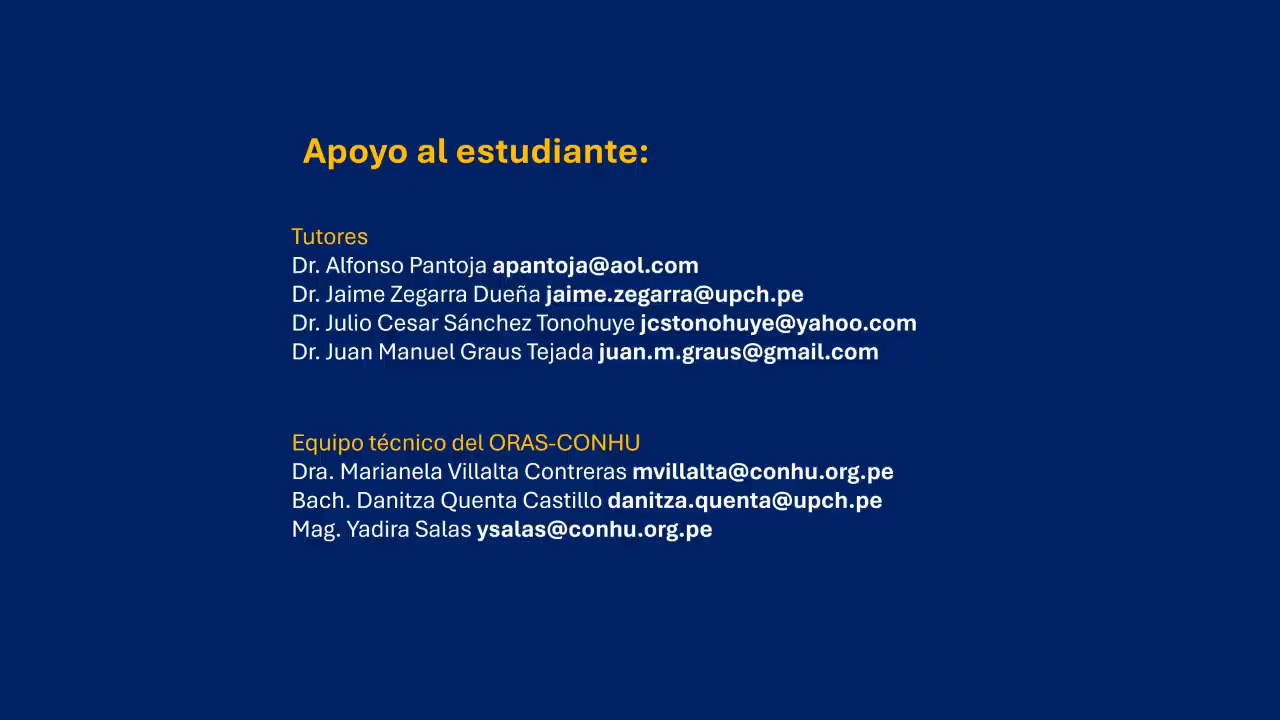 Apoyo al estudiante:
Tutores
Dr. Alfonso Pantoja apantoja@aol.com
Dr. Jaime Zegarra Dueña jaime.zegarra@upch.pe
Dr. Julio Cesar Sánchez Tonohuye jcstonohuye@yahoo.com
Dr. Juan Manuel Graus Tejada juan.m.graus@gmail.com
Equipo técnico del ORAS-CONHU
Dra. Marianela Villalta Contreras mvillalta@conhu.org.pe
Bach. Danitza Quenta Castillo danitza.quenta@upch.pe
Mag. Yadira Salas ysalas@conhu.org.pe